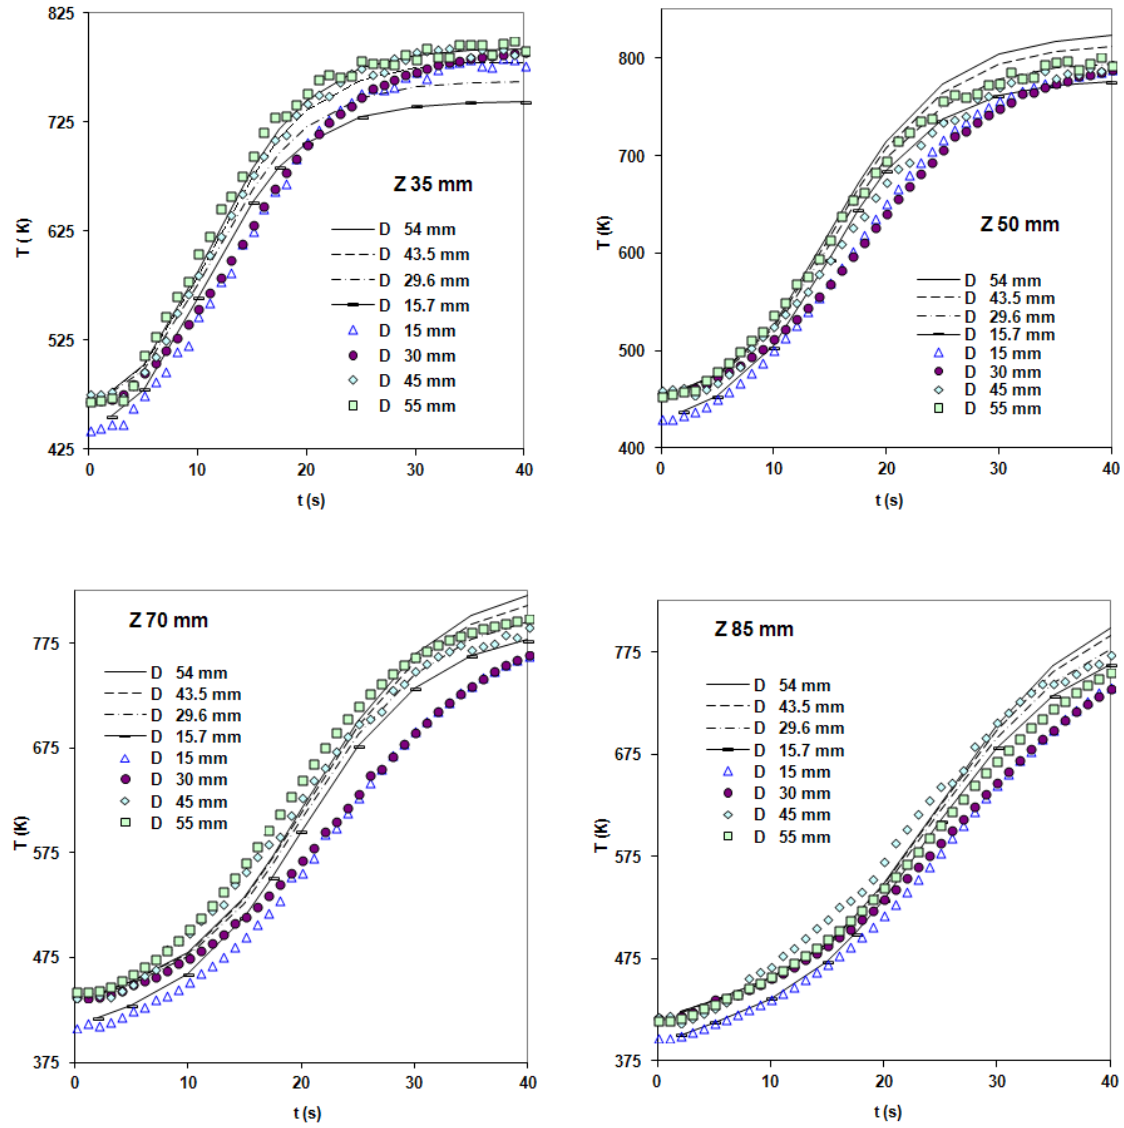 825
725
625
525
425
T ( K)
Z 35 mm
D 54 mm
D 43.5 mm
D 29.6 mm
D 15.7 mm
D 15 mm
D 30 mm
D 45 mm
D 55 mm
0 10 20 30 40
t (s)
800
700
600
500
400
T (K)
Z 50 mm
D 54 mm
D 43.5 mm
D 29.6 mm
D 15.7 mm
D 15 mm
D 30 mm
D 45 mm
D 55 mm
0 10 20 30 40
t (s)
775
675
575
475
375
T (K)
Z 70 mm
D 54 mm
D 43.5 mm
D 29.6 mm
D 15.7 mm
D 15 mm
D 30 mm
D 45 mm
D 55 mm
0 10 20 30 40
t (s)
775
675
575
475
375
T (K)
Z 85 mm
D 54 mm
D 43.5 mm
D 29.6 mm
D 15.7 mm
D 15 mm
D 30 mm
D 45 mm
D 55 mm
0 10 20 30 40
t (s)